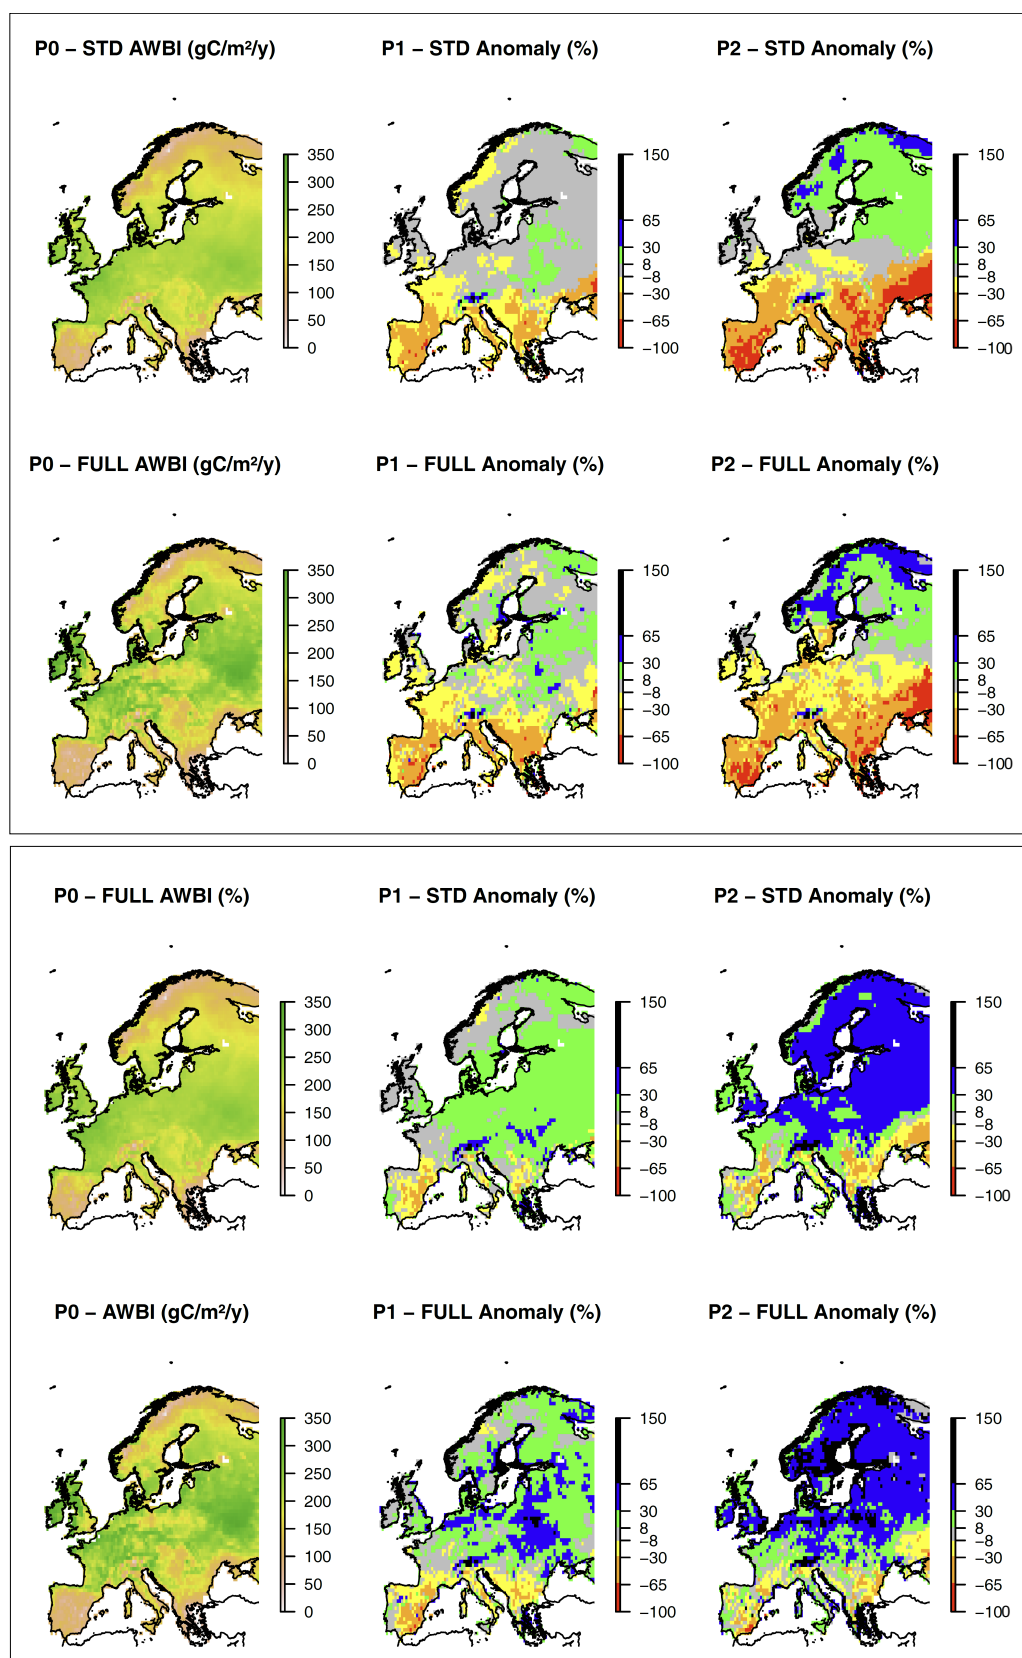 P0 – STD AWBI (gC/m²/y) P1 – STD Anomaly (%) P2 – STD Anomaly (%)
350 150 150
300
250 65 65
200 30 30
150 8 8
100 −8 −8
50 −30 −30
0 −65 −65
−100 −100
P0 – FULL AWBI (gC/m²/y) P1 – FULL Anomaly (%) P2 – FULL Anomaly (%)
350 150 150
300
250 65 65
200 30 30
150 8 8
100 −8 −8
50 −30 −30
0 −65 −65
−100 −100
P0 – FULL AWBI (%) P1 – STD Anomaly (%) P2 – STD Anomaly (%)
350 150 150
300
250 65 65
200 30 30
150 8 8
100 −8 −8
50 −30 −30
0 −65 −65
−100 −100
P0 – AWBI (gC/m²/y) P1 – FULL Anomaly (%) P2 – FULL Anomaly (%)
350 150 150
300
250 65 65
200 30 30
150 8 8
100 −8 −8
50 −30 −30
0 −65 −65
−100 −100